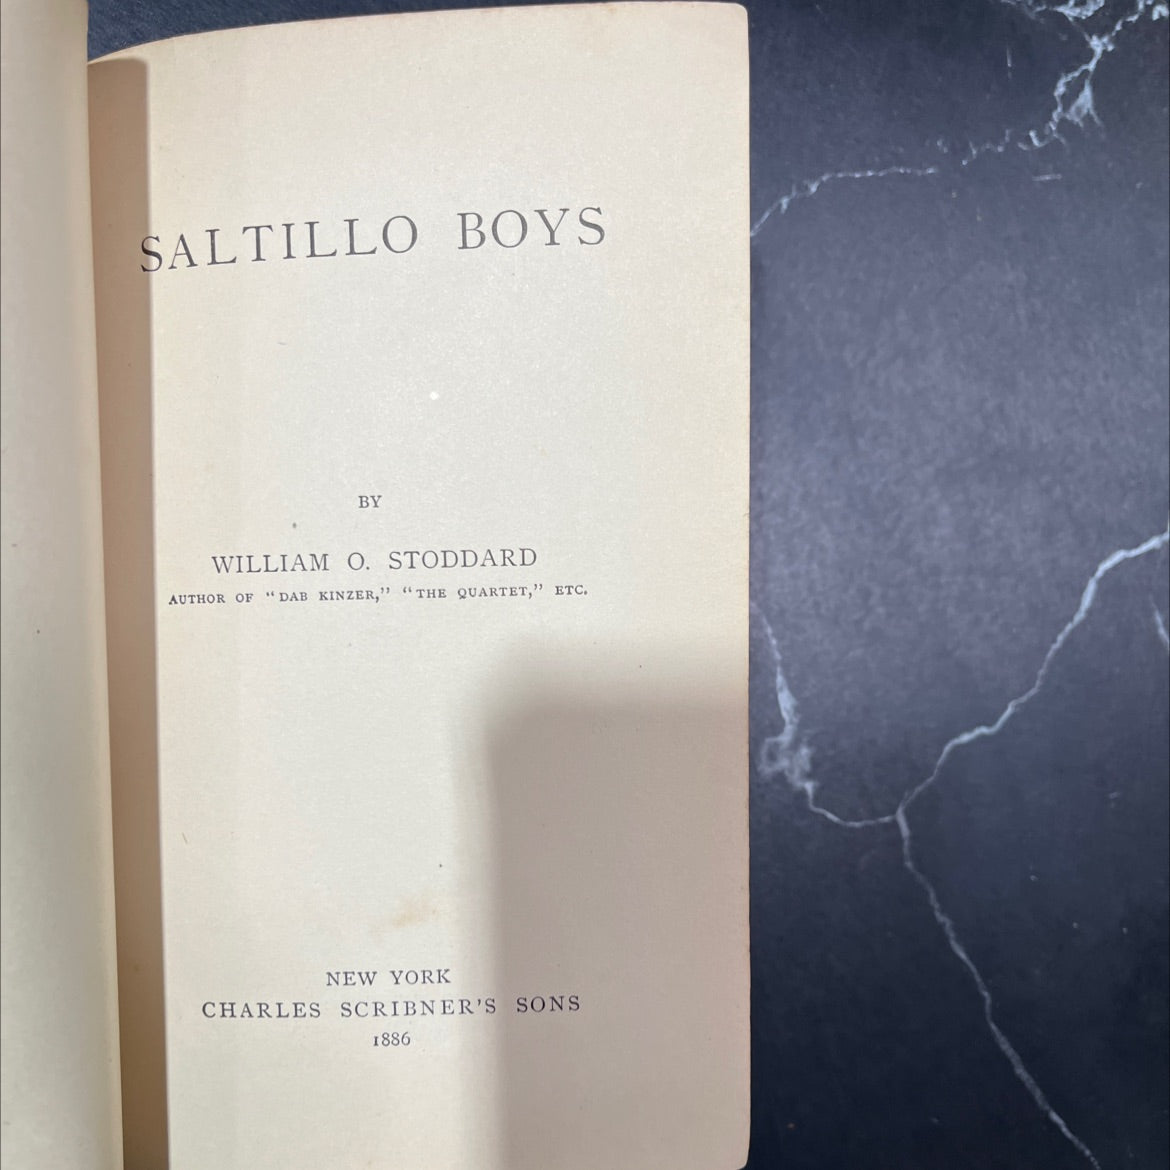 SALTILLO BOYS
BY
WILLIAM O. STODDARD
AUTHOR OF “DAB KINZER,” “THE QUARTET,” ETC.
NEW YORK
CHARLES SCRIBNER'S SONS
1886